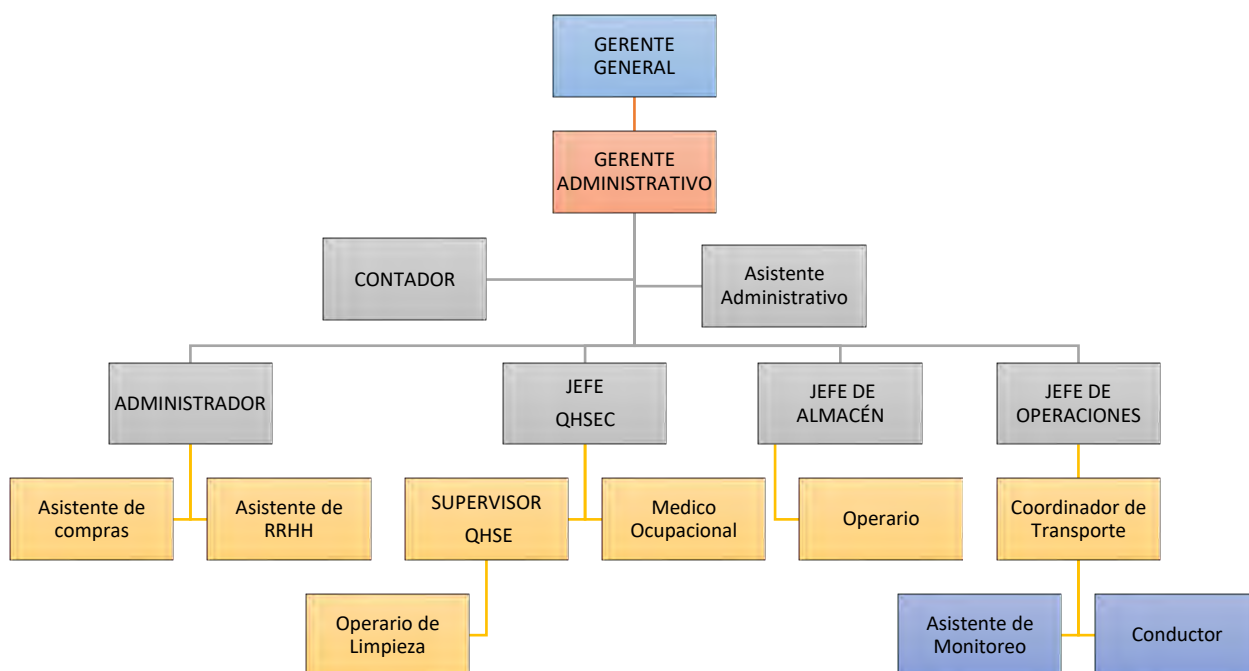 GERENTE
GENERAL
GERENTE
ADMINISTRATIVO
CONTADOR
Asistente
Administrativo
ADMINISTRADOR
JEFE
QHSEC
JEFE DE
ALMACÉN
JEFE DE
OPERACIONES
Asistente de
compras
Asistente de
RRHH
SUPERVISOR
QHSE
Medico
Ocupacional
Operario
Coordinador de
Transporte
Operario de
Limpieza
Asistente de
Monitoreo
Conductor